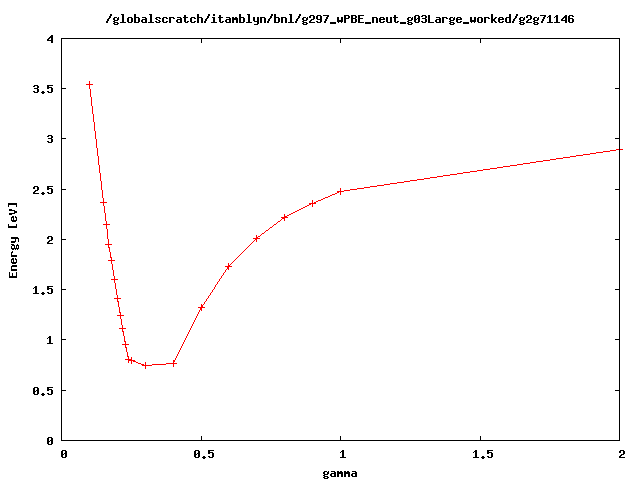 /globalscratch/itamblyn/bnl/g297_wPBE_neut_g03Large_worked/g2g71146
4
3.5
3
2.5
2
1.5
1
0.5
0
Energy [eV]
0 0.5 1 1.5 2
gamma